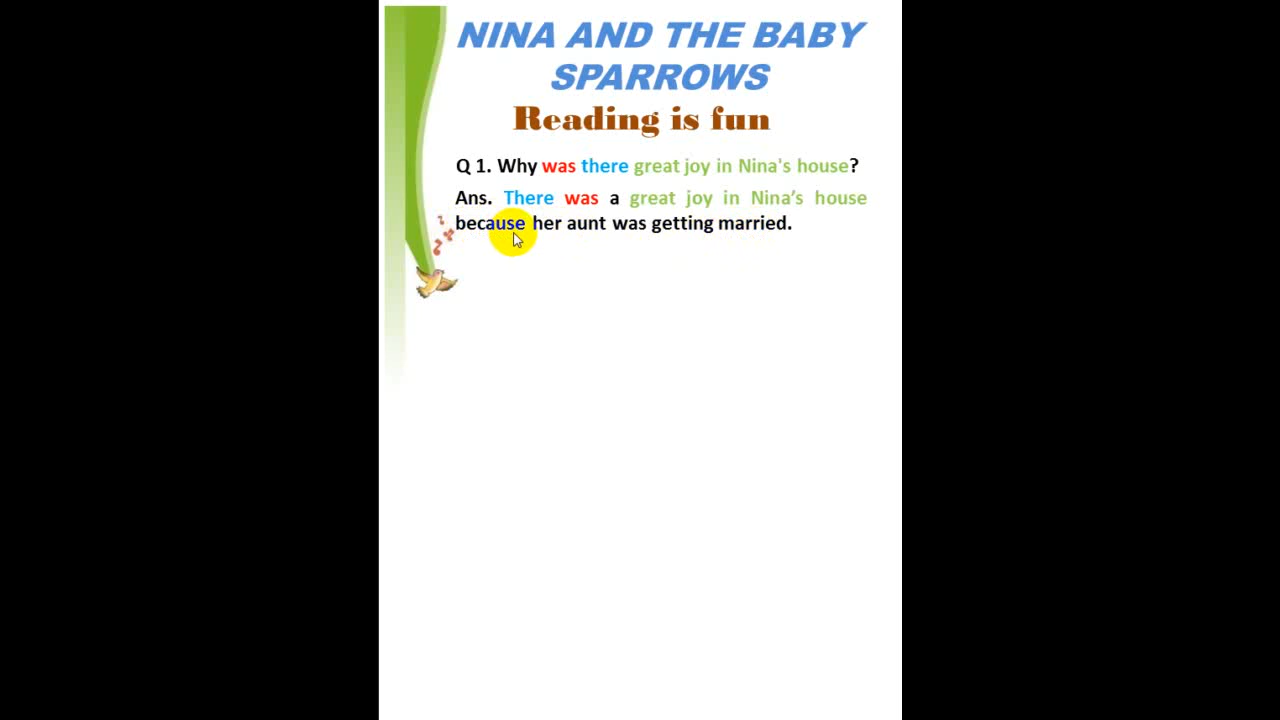 NINA AND THE BABY
SPARROWS
Reading is fun
Q 1. Why was there great joy in Nina's house?
Ans. There was a great joy in Nina’s house
because her aunt was getting married.